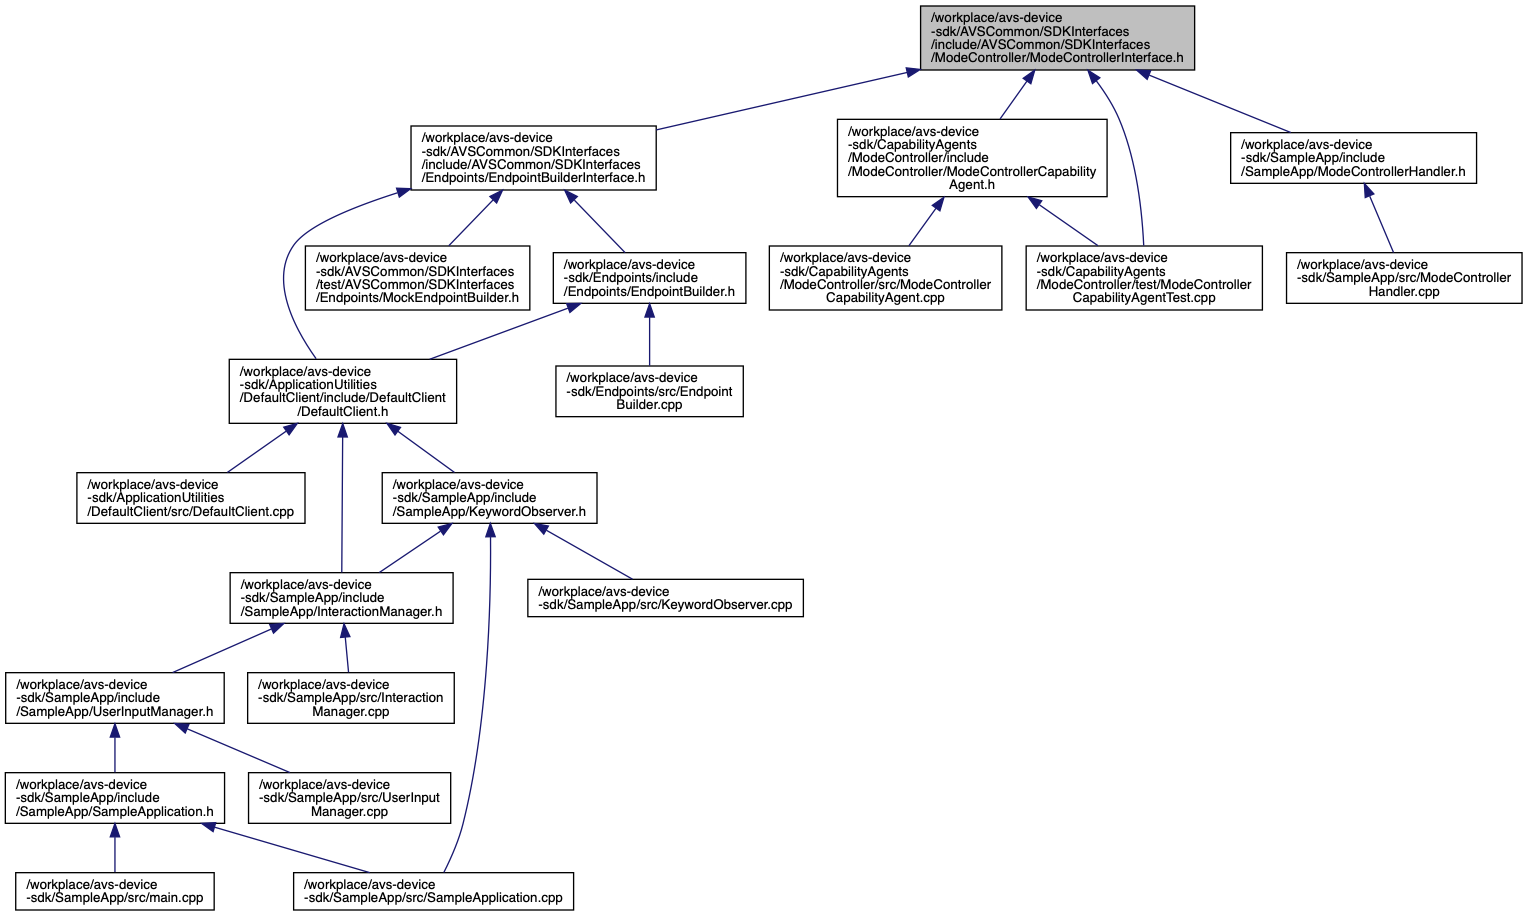 /workplace/avs-device
-sdk/AVSCommon/SDKInterfaces
/include/AVSCommon/SDKInterfaces
/ModeController/ModeControllerInterface.h
/workplace/avs-device
-sdk/AVSCommon/SDKInterfaces
/include/AVSCommon/SDKInterfaces
/Endpoints/EndpointBuilderInterface.h
/workplace/avs-device
-sdk/CapabilityAgents
/ModeController/include
/ModeController/ModeControllerCapability
Agent.h
/workplace/avs-device
-sdk/SampleApp/include
/SampleApp/ModeControllerHandler.h
/workplace/avs-device
-sdk/AVSCommon/SDKInterfaces
/test/AVSCommon/SDKInterfaces
/Endpoints/MockEndpointBuilder.h
/workplace/avs-device
-sdk/Endpoints/include
/Endpoints/EndpointBuilder.h
/workplace/avs-device
-sdk/CapabilityAgents
/ModeController/src/ModeController
CapabilityAgent.cpp
/workplace/avs-device
-sdk/CapabilityAgents
/ModeController/test/ModeController
CapabilityAgentTest.cpp
/workplace/avs-device
-sdk/SampleApp/src/ModeController
Handler.cpp
/workplace/avs-device
-sdk/ApplicationUtilities
/DefaultClient/include/DefaultClient
/DefaultClient.h
/workplace/avs-device
-sdk/Endpoints/src/Endpoint
Builder.cpp
/workplace/avs-device
-sdk/ApplicationUtilities
/DefaultClient/src/DefaultClient.cpp
/workplace/avs-device
-sdk/SampleApp/include
/SampleApp/KeywordObserver.h
/workplace/avs-device
-sdk/SampleApp/include
/SampleApp/InteractionManager.h
/workplace/avs-device
-sdk/SampleApp/src/KeywordObserver.cpp
/workplace/avs-device
-sdk/SampleApp/include
/SampleApp/UserInputManager.h
/workplace/avs-device
-sdk/SampleApp/src/Interaction
Manager.cpp
/workplace/avs-device
-sdk/SampleApp/include
/SampleApp/SampleApplication.h
/workplace/avs-device
-sdk/SampleApp/src/UserInput
Manager.cpp
/workplace/avs-device
-sdk/SampleApp/src/main.cpp
/workplace/avs-device
-sdk/SampleApp/src/SampleApplication.cpp